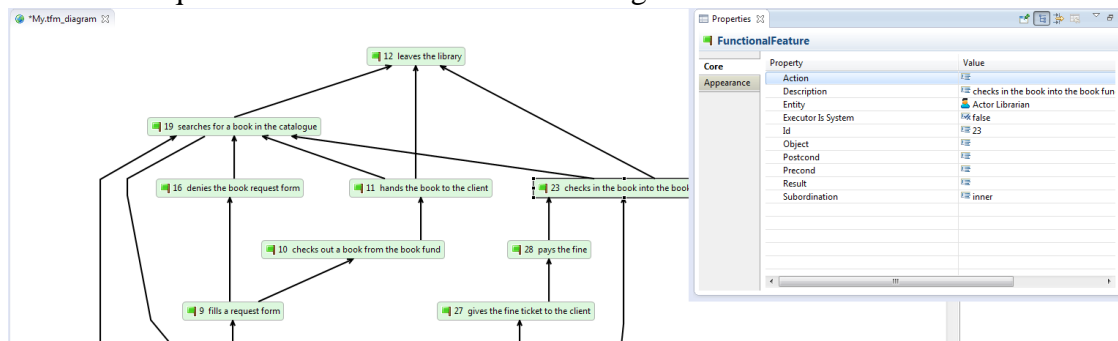 *My.tfm_diagram
12 leaves the library
19 searches for a book in the catalogue
16 denies the book request form
11 hands the book to the client
23 checks in the book into the book
10 checks out a book from the book fund
28 pays the fine
9 fills a request form
27 gives the fine ticket to the client
Properties
FunctionalFeature
Core
Appearance
Property Value
Action
Description checks in the book into the book fun
Entity Actor Librarian
Executor Is System false
Id 23
Object
Postcond
Precond
Result
Subordination inner